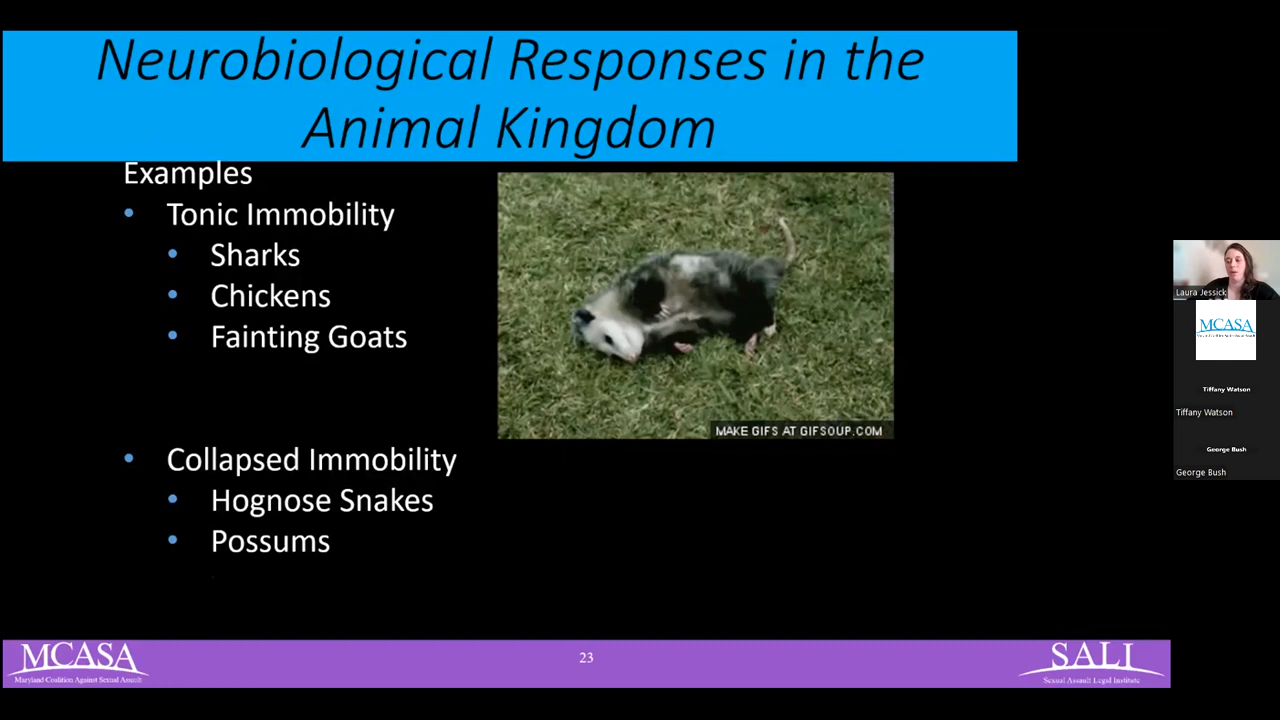 Neurobiological Responses in the
Animal Kingdom
Examples
• Tonic Immobility
• Sharks
• Chickens
• Fainting Goats
MAKE GIFS AT GIFSOUP.COM
• Collapsed Immobility
• Hognose Snakes
• Possums
Laura Jessick
MCASA
Tiffany Watson
Tiffany Watson
George Bush
George Bush
MCASA
Maryland Coalition Against Sexual Assault
23
SALI
Sexual Assault Legal Institute